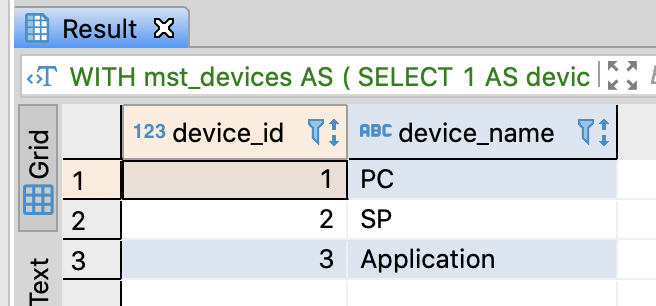 Result
T WITH mst_devices AS ( SELECT 1 AS devic
Grid
Text
123 device_id ABC device_name
1 1 PC
2 2 SP
3 3 Application